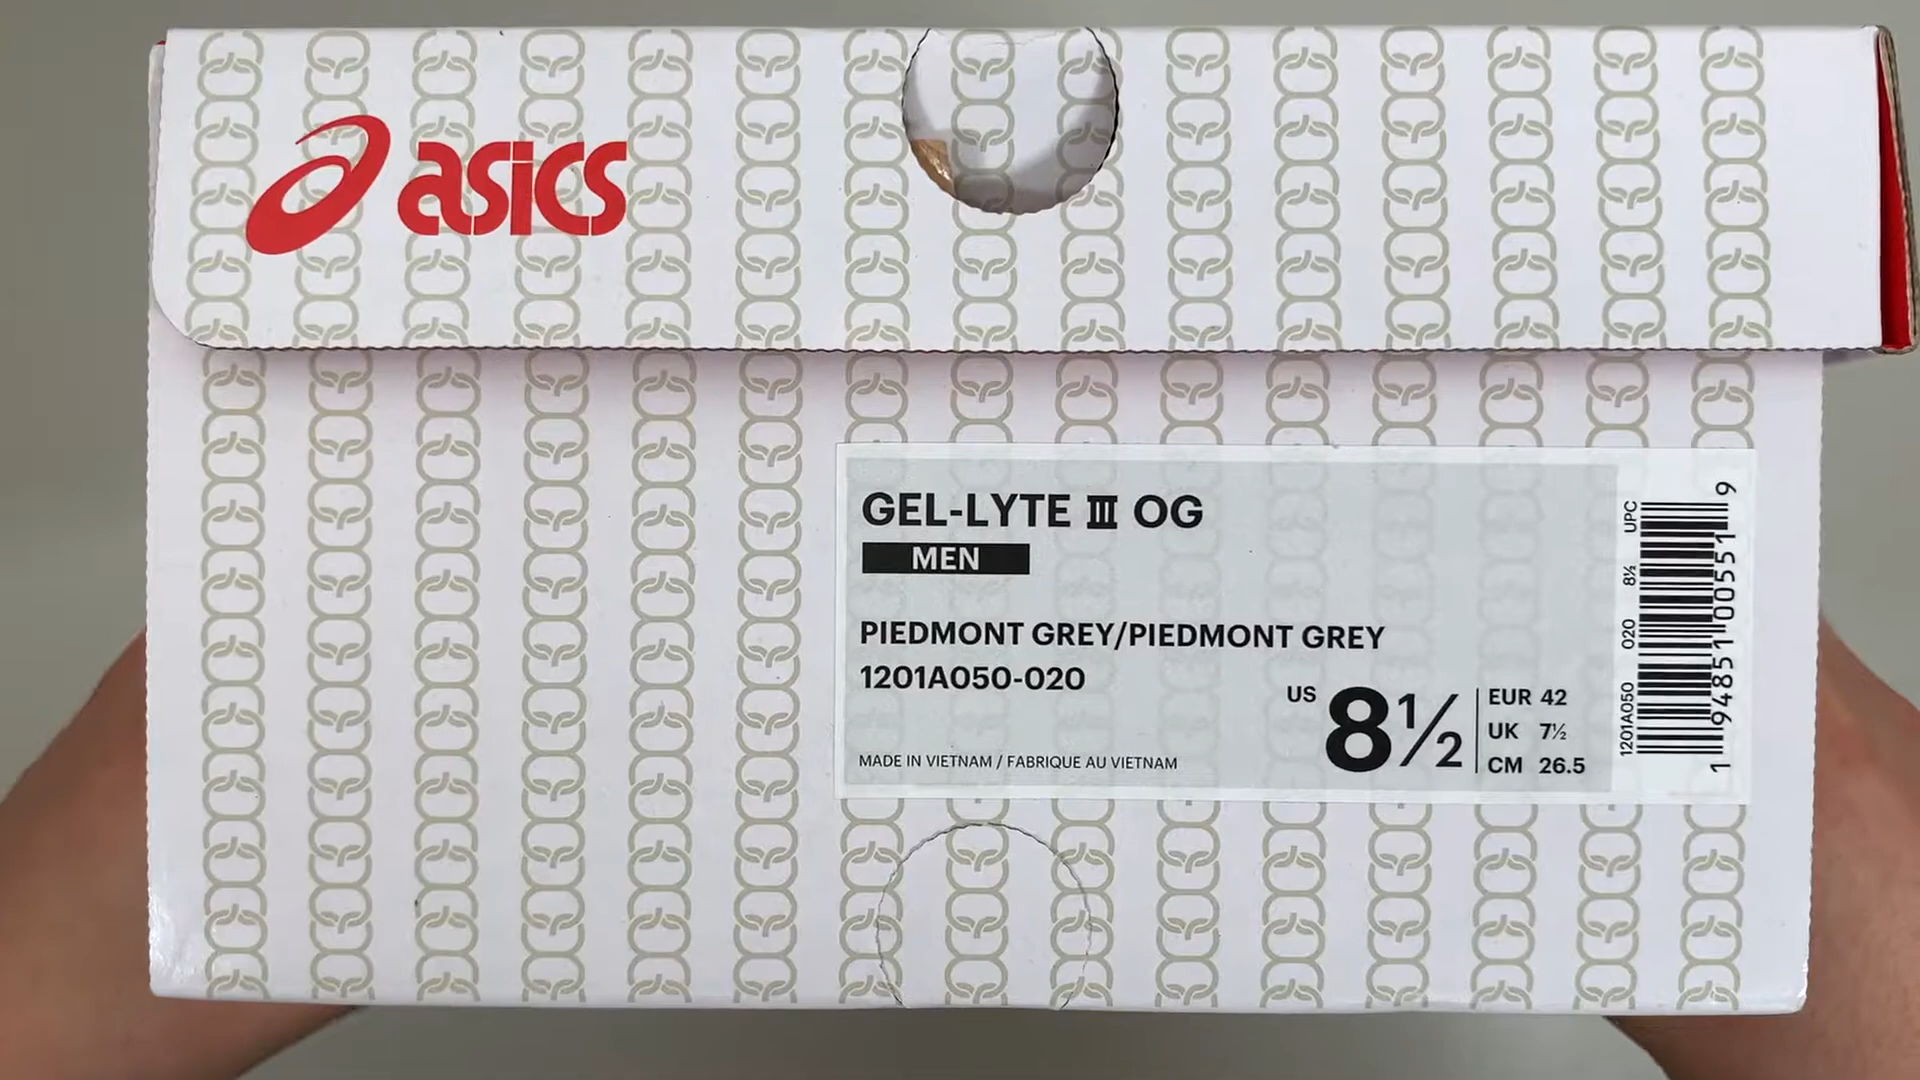 asics
GEL-LYTE III OG
MEN
PIEDMONT GREY/PIEDMONT GREY
1201A050-020
US 8½
EUR 42
UK 7½
CM 26.5
MADE IN VIETNAM / FABRIQUE AU VIETNAM
1201A050 020 8½ UPC
1 94851 00551 9